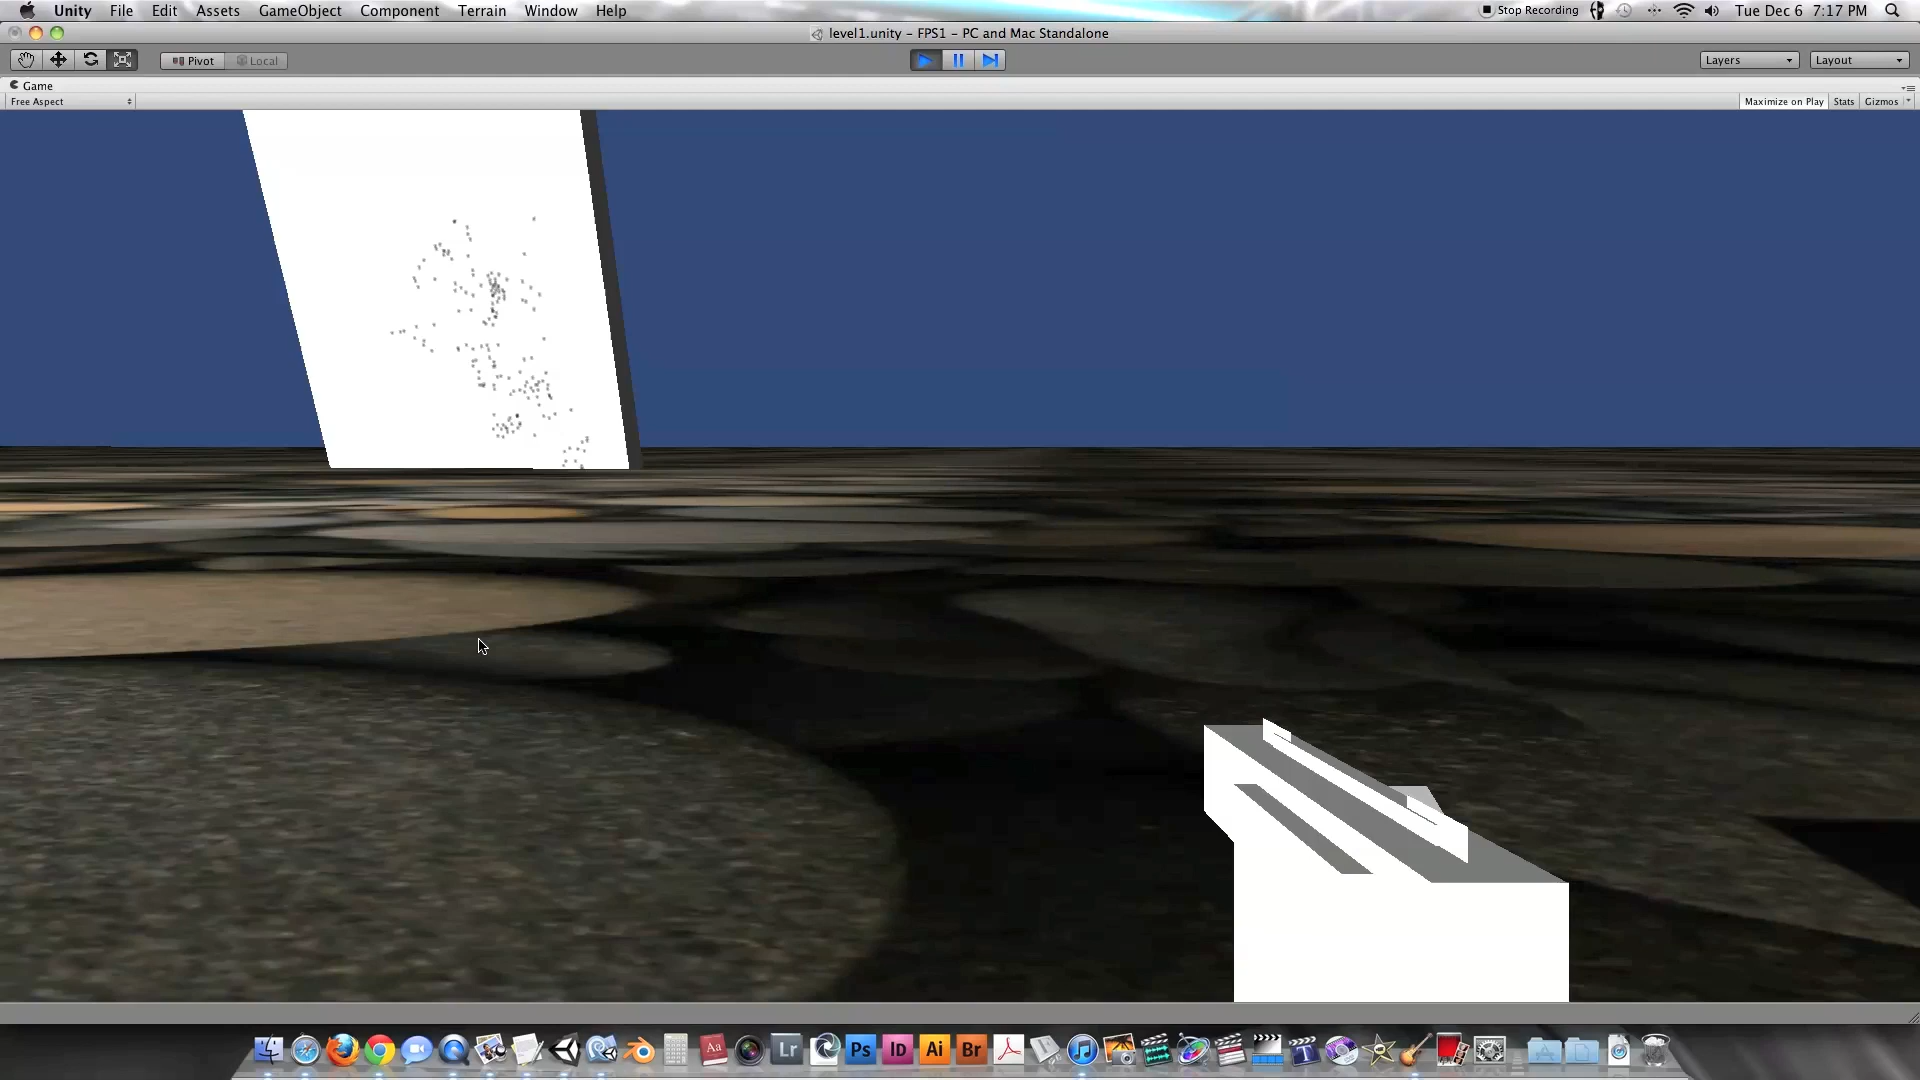 Unity File Edit Assets GameObject Component Terrain Window Help Stop Recording Tue Dec 6 7:17 PM
level1.unity – FPS1 – PC and Mac Standalone
Pivot Local Layers Layout
Game
Free Aspect Maximize on Play Stats Gizmos
Aa Lr Ps ID Ai Br T